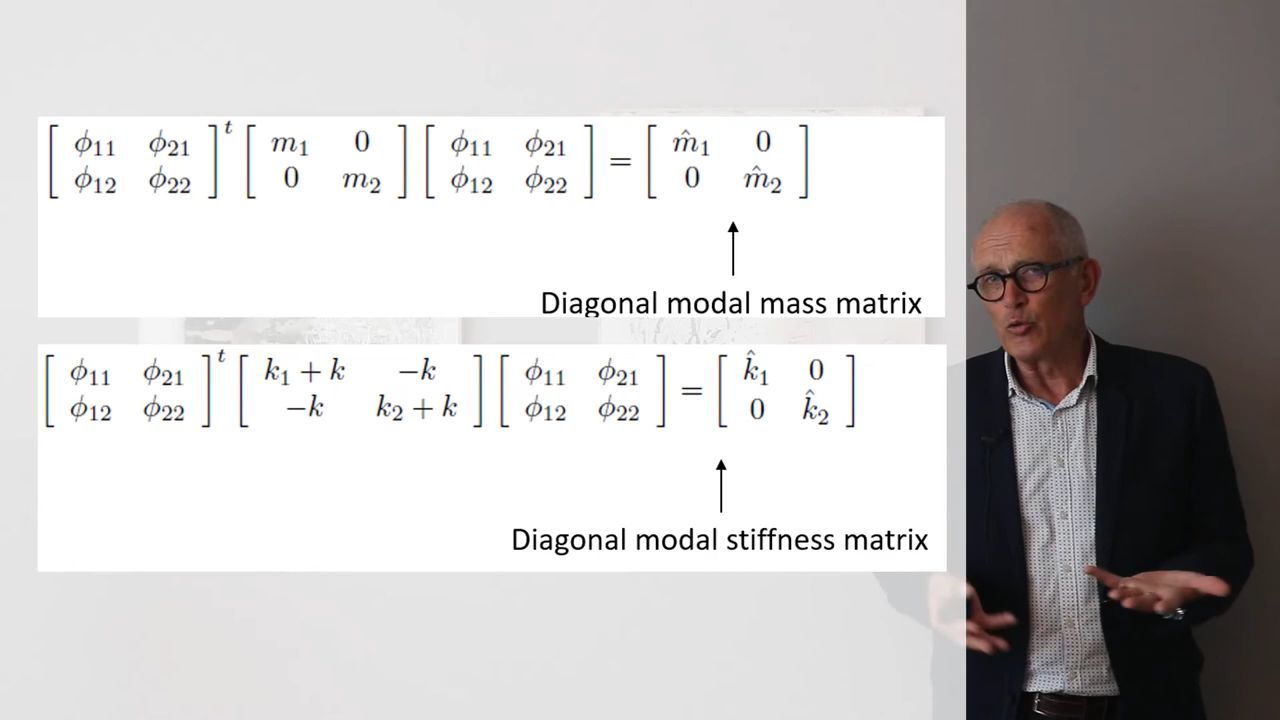 [ φ₁₁ φ₂₁ ]ᵗ [ m₁ 0 ] [ φ₁₁ φ₂₁ ] = [ m̂₁ 0 ]
[ φ₁₂ φ₂₂ ] [ 0 m₂ ] [ φ₁₂ φ₂₂ ] [ 0 m̂₂ ]
Diagonal modal mass matrix
[ φ₁₁ φ₂₁ ]ᵗ [ k₁ + k −k ] [ φ₁₁ φ₂₁ ] = [ k̂₁ 0 ]
[ φ₁₂ φ₂₂ ] [ −k k₂ + k ] [ φ₁₂ φ₂₂ ] [ 0 k̂₂ ]
Diagonal modal stiffness matrix